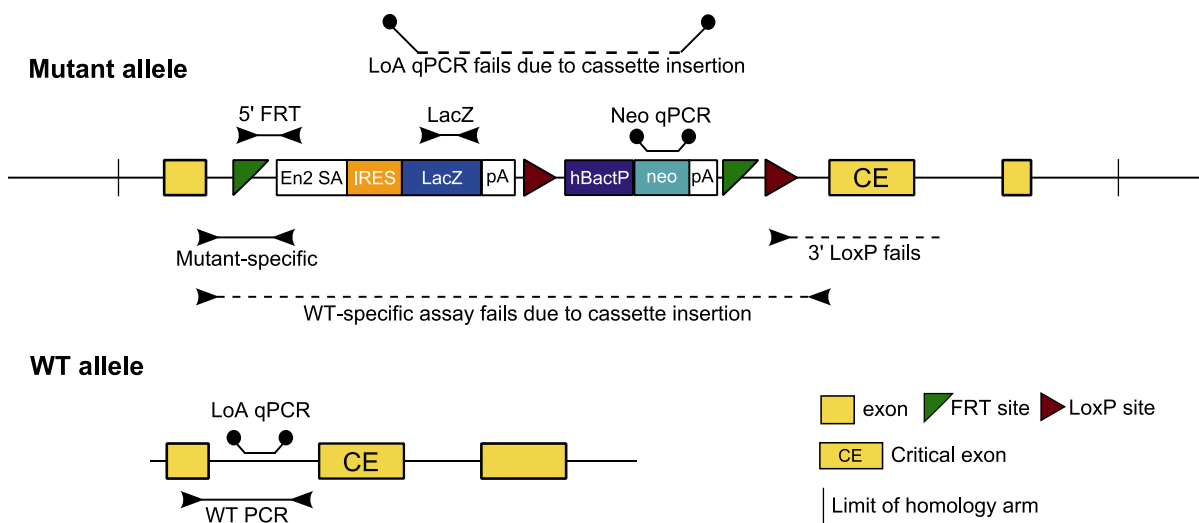 LoA qPCR fails due to cassette insertion
Mutant allele
5' FRT
LacZ
Neo qPCR
En2 SA
IRES
LacZ
pA
hBactP
neo
pA
CE
Mutant-specific
3' LoxP fails
WT-specific assay fails due to cassette insertion
WT allele
LoA qPCR
CE
WT PCR
exon
FRT site
LoxP site
CE
Critical exon
Limit of homology arm